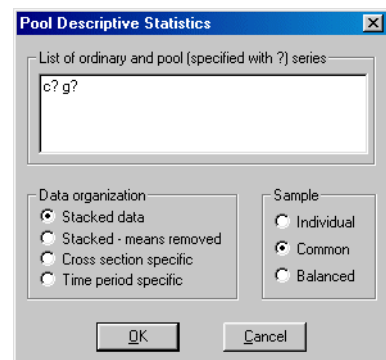 Pool Descriptive Statistics
List of ordinary and pool (specified with ?) series
c? g?
Data organization
Stacked data
Stacked - means removed
Cross section specific
Time period specific
Sample
Individual
Common
Balanced
OK
Cancel